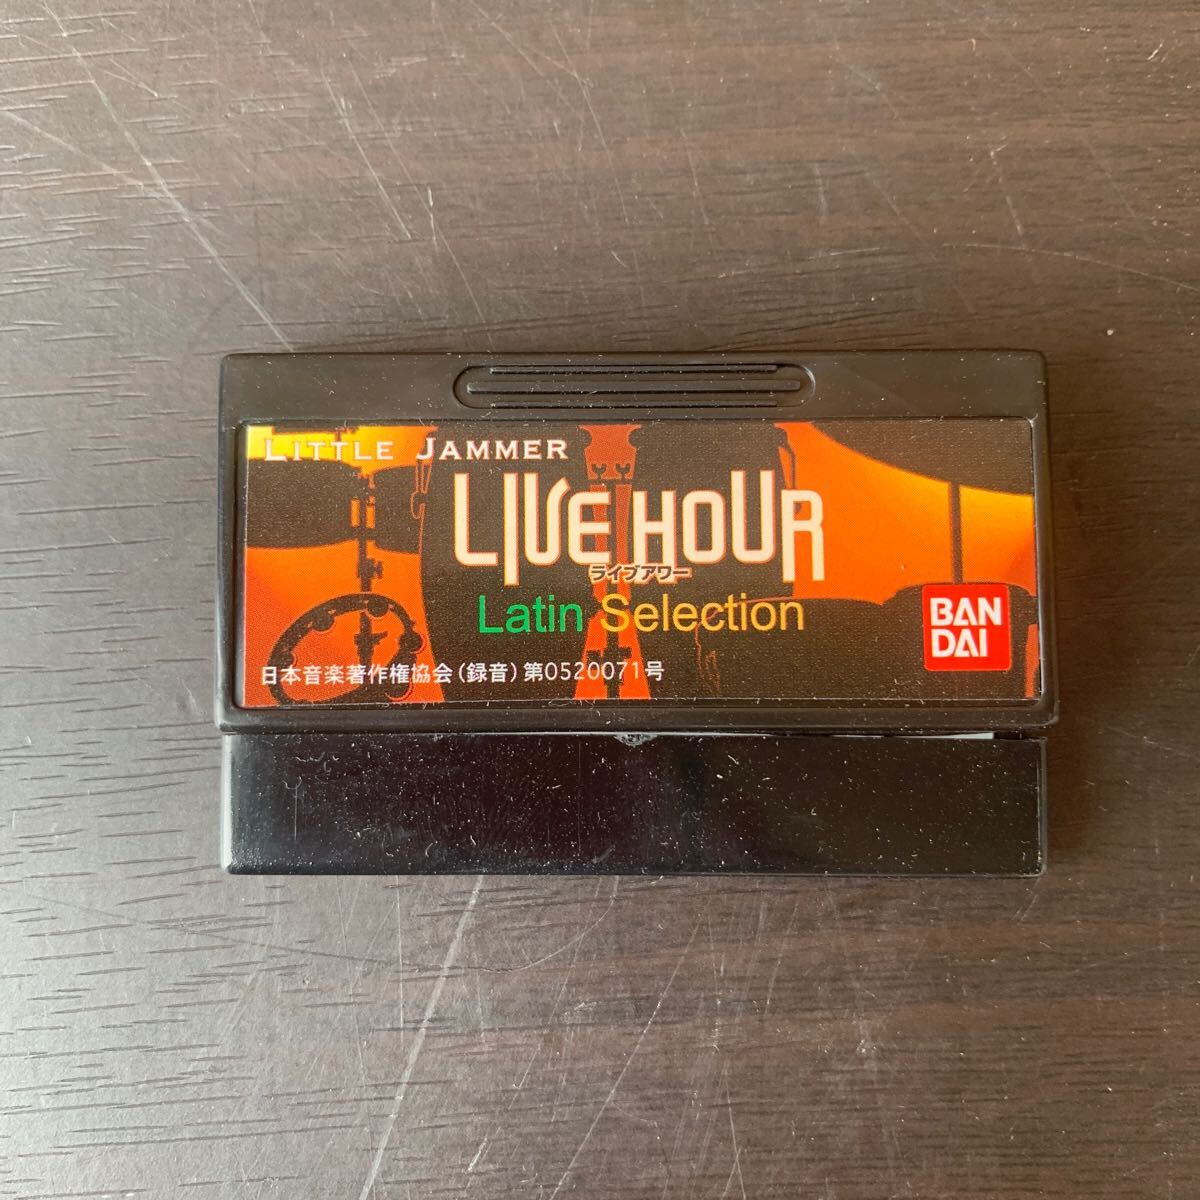 LITTLE JAMMER
LIVE HOUR
ライブアワー
Latin Selection
BAN
DAI
日本音楽著作権協会(録音)第0520071号